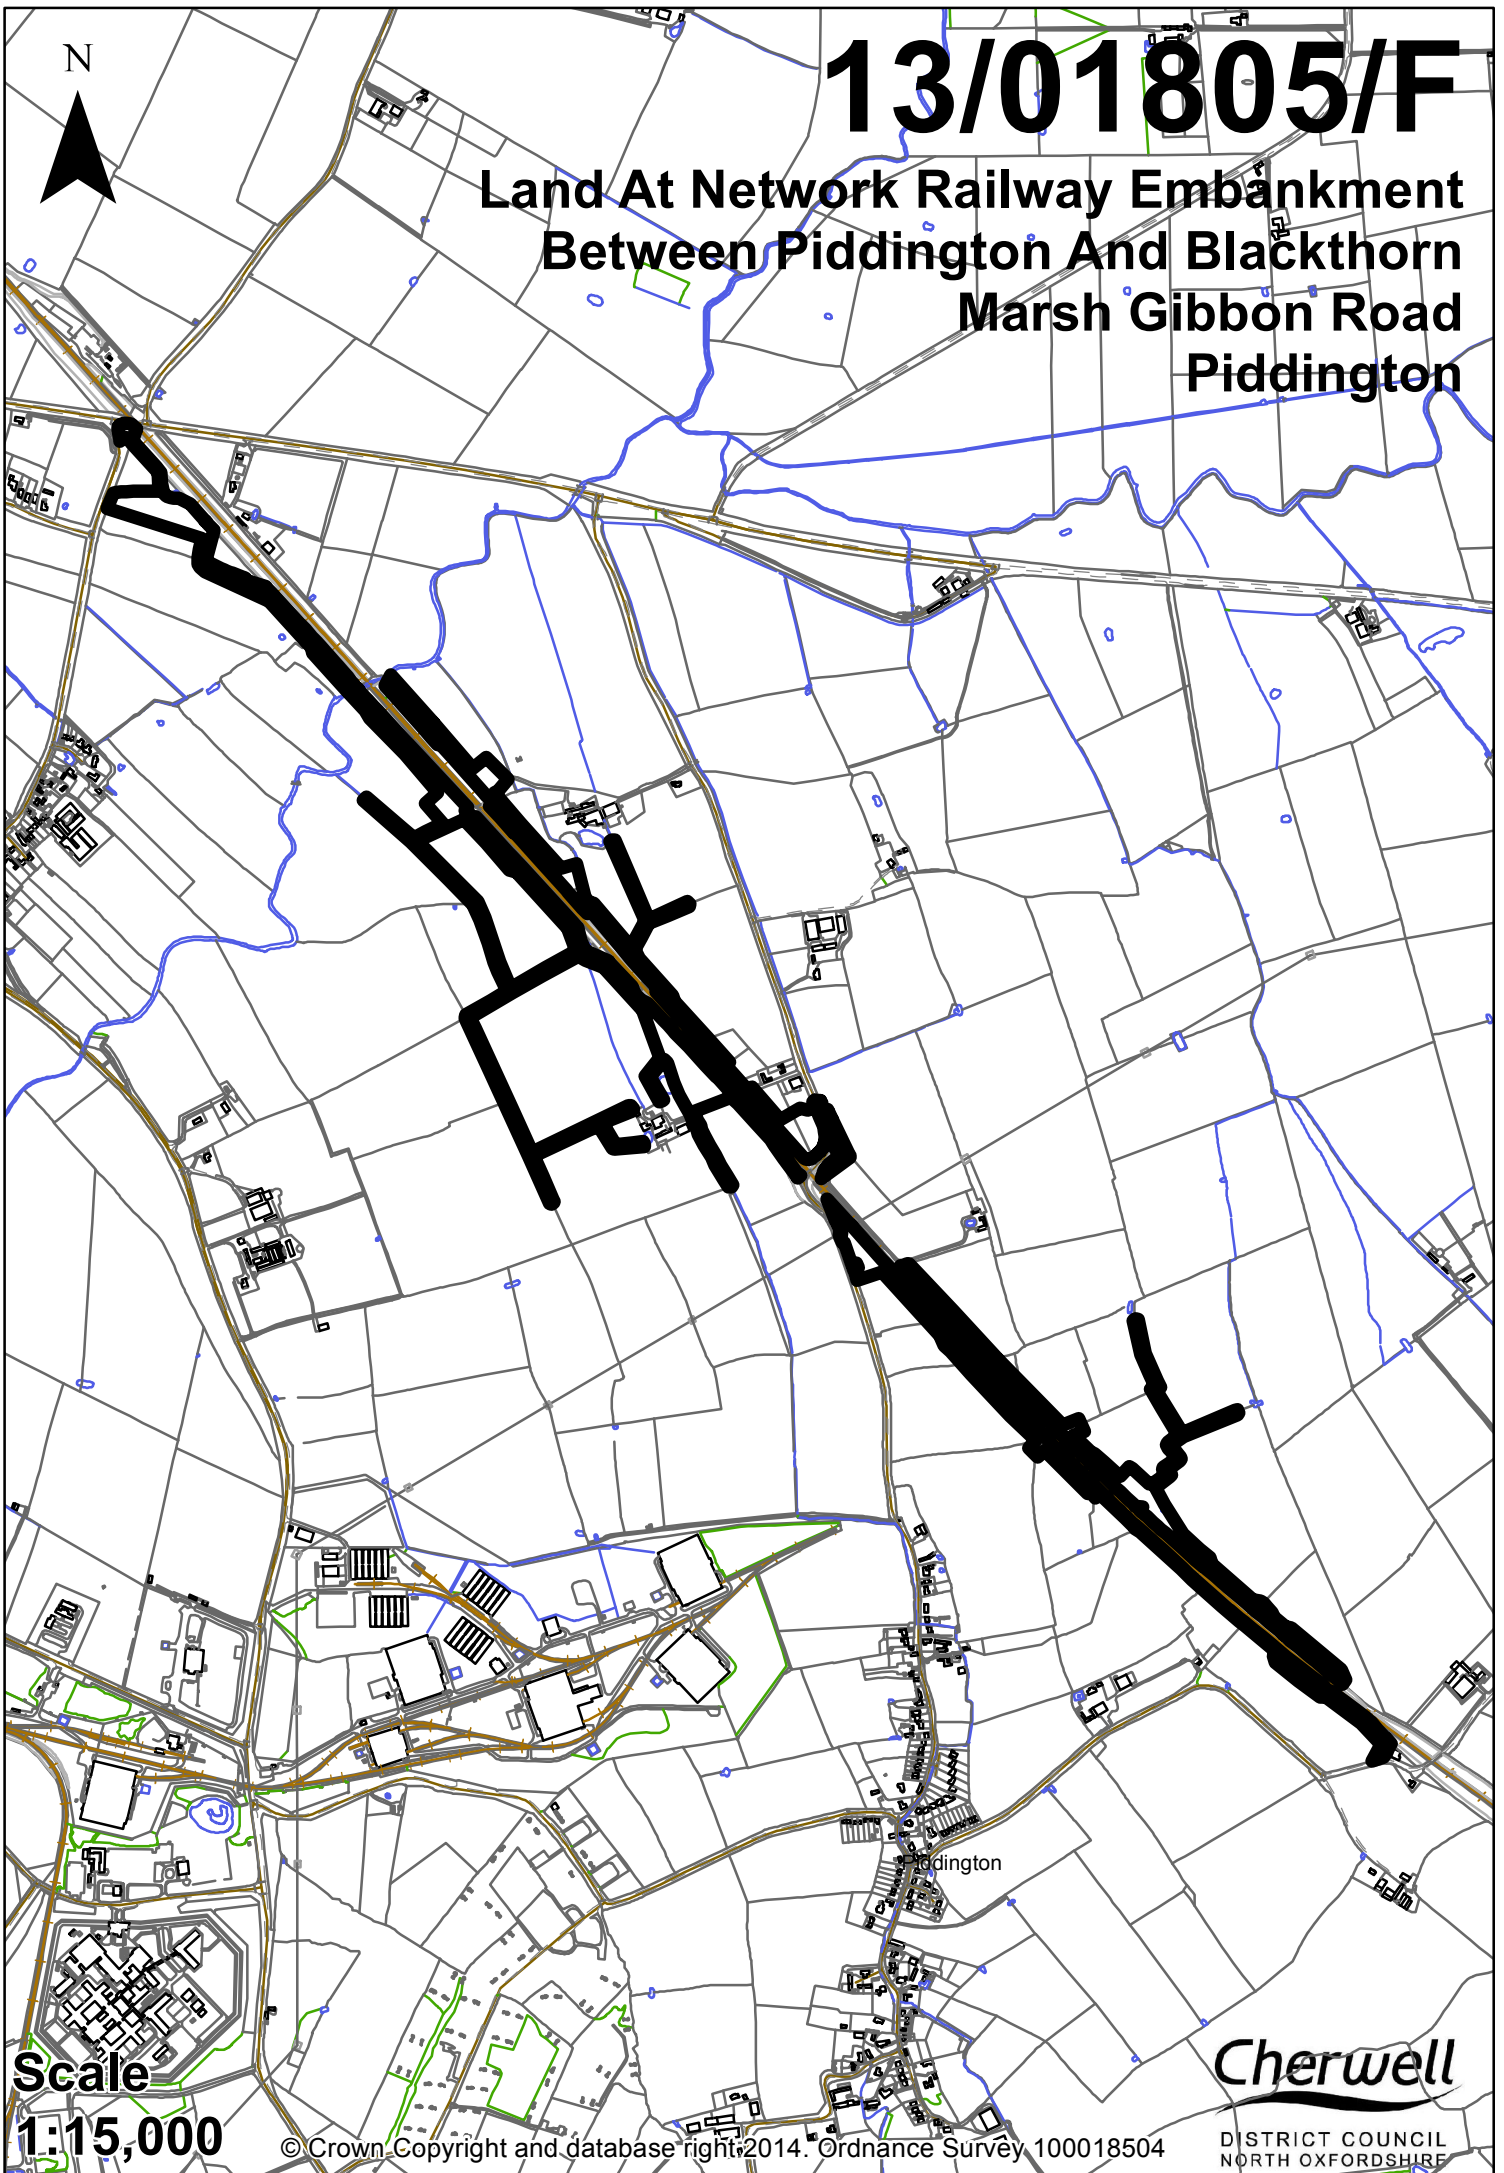 N
13/01805/F
Land At Network Railway Embankment
Between Piddington And Blackthorn
Marsh Gibbon Road
Piddington
Piddington
Scale
1:15,000
© Crown Copyright and database right 2014. Ordnance Survey 100018504
Cherwell
DISTRICT COUNCIL
NORTH OXFORDSHIRE